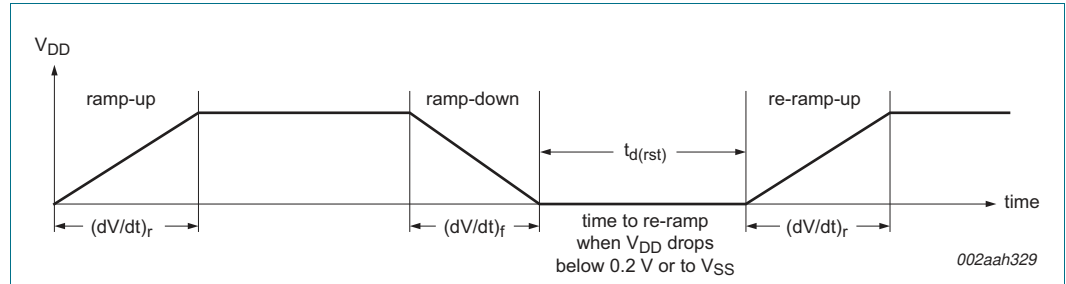 VDD
ramp-up
ramp-down
re-ramp-up
td(rst)
time
(dV/dt)r
(dV/dt)f
time to re-ramp
when VDD drops
below 0.2 V or to VSS
(dV/dt)r
002aah329